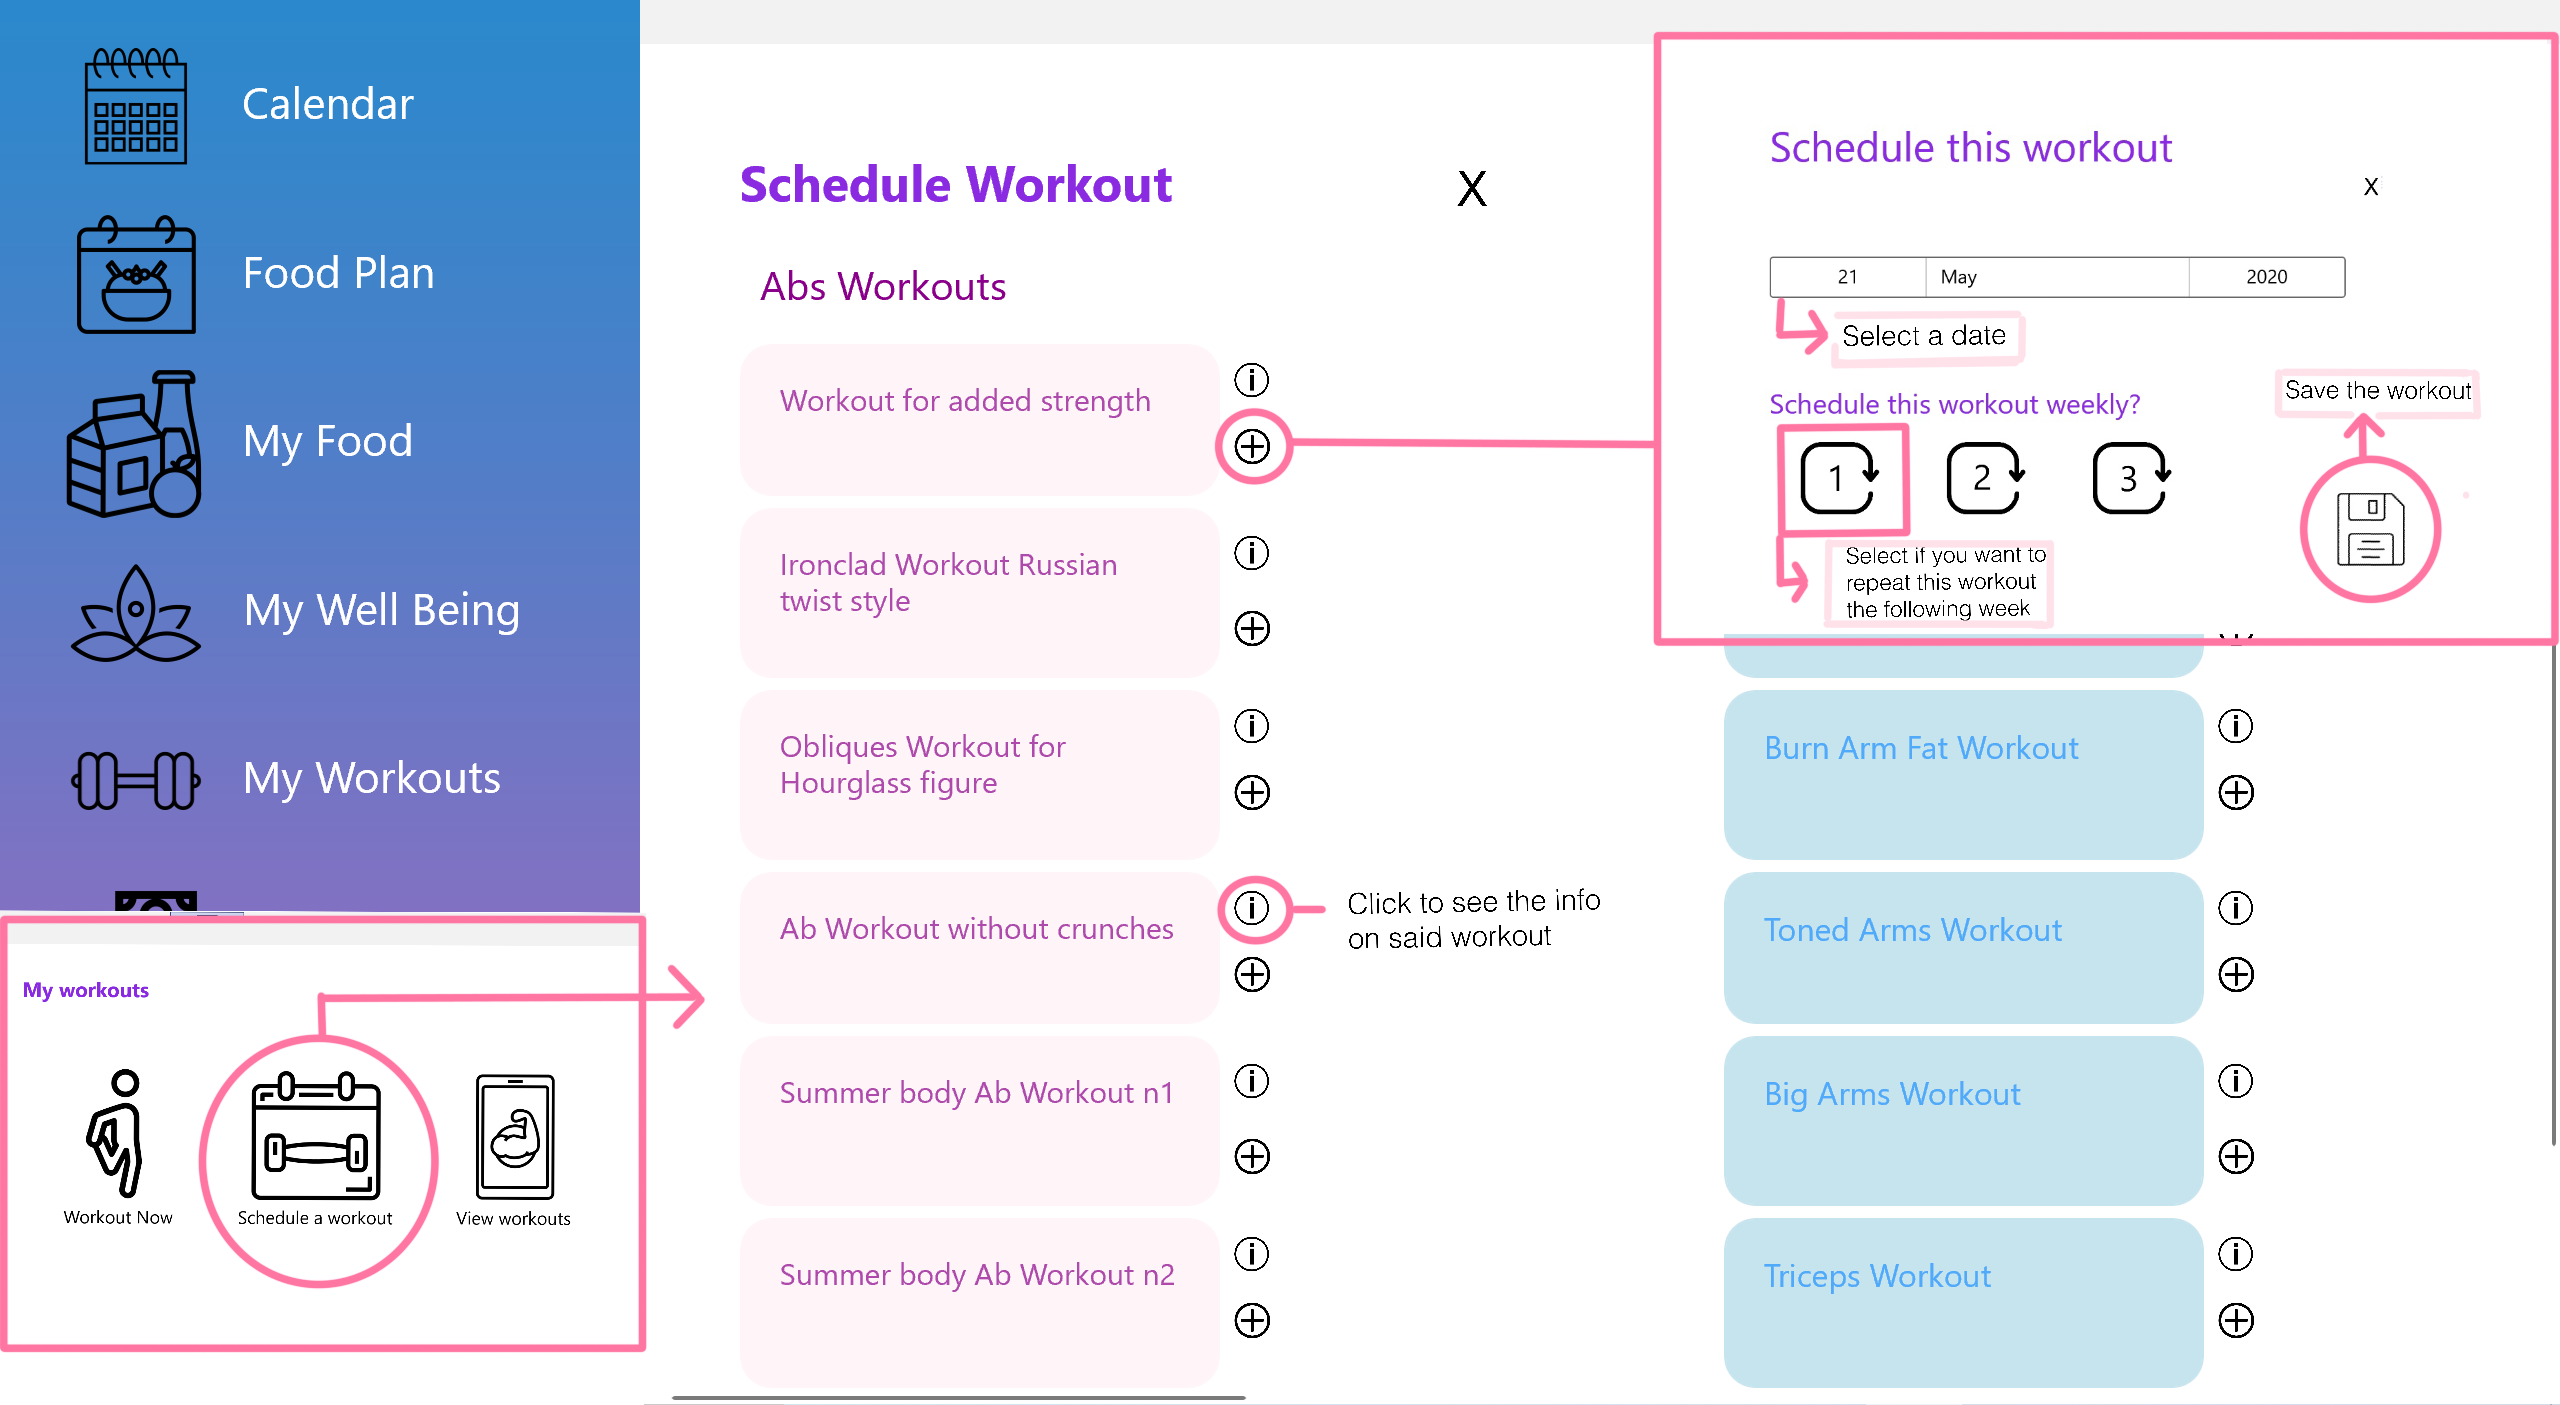 Calendar
Food Plan
My Food
My Well Being
My Workouts
My workouts
Workout Now
Schedule a workout
View workouts
Schedule Workout
X
Abs Workouts
Workout for added strength
Ironclad Workout Russian
twist style
Obliques Workout for
Hourglass figure
Ab Workout without crunches
Click to see the info
on said workout
Summer body Ab Workout n1
Summer body Ab Workout n2
Schedule this workout
X
21 May 2020
Select a date
Schedule this workout weekly?
1 2 3
Save the workout
Select if you want to
repeat this workout
the following week
Burn Arm Fat Workout
Toned Arms Workout
Big Arms Workout
Triceps Workout